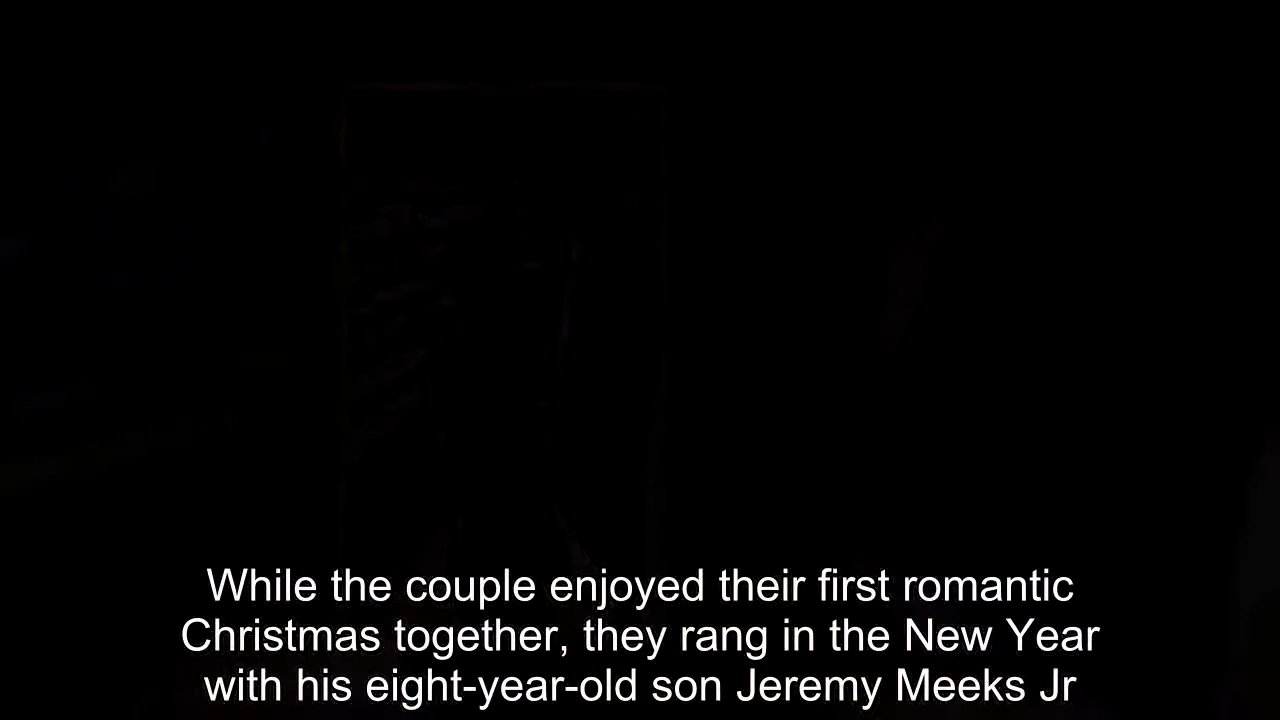 While the couple enjoyed their first romantic
Christmas together, they rang in the New Year
with his eight-year-old son Jeremy Meeks Jr